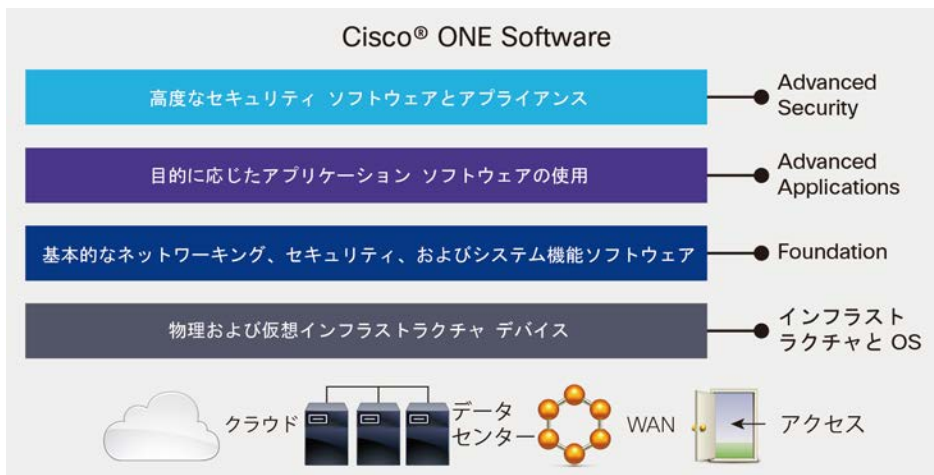 Cisco® ONE Software
高度なセキュリティ ソフトウェアとアプライアンス
Advanced
Security
目的に応じたアプリケーション ソフトウェアの使用
Advanced
Applications
基本的なネットワーキング、セキュリティ、およびシステム機能ソフトウェア
Foundation
物理および仮想インフラストラクチャ デバイス
インフラスト
ラクチャと OS
クラウド
データ
センター
WAN
アクセス